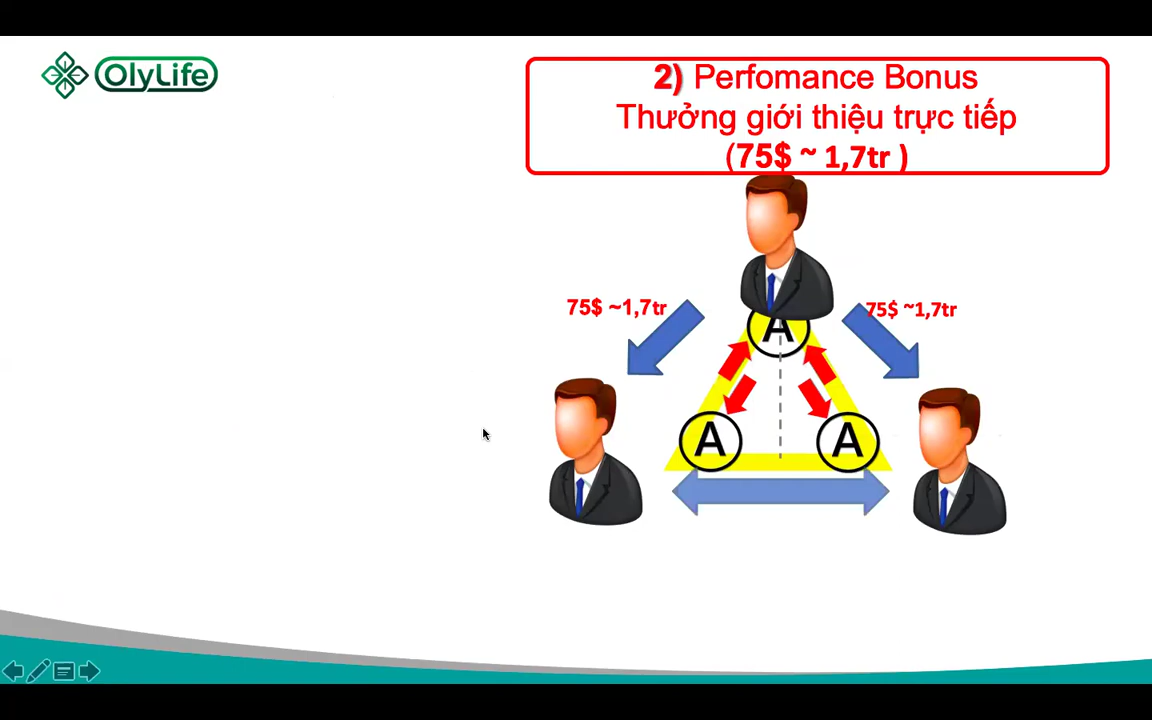 OlyLife
2) Perfomance Bonus
Thưởng giới thiệu trực tiếp
(75$ ~ 1,7tr )
75$ ~1,7tr
75$ ~1,7tr
A
A
A